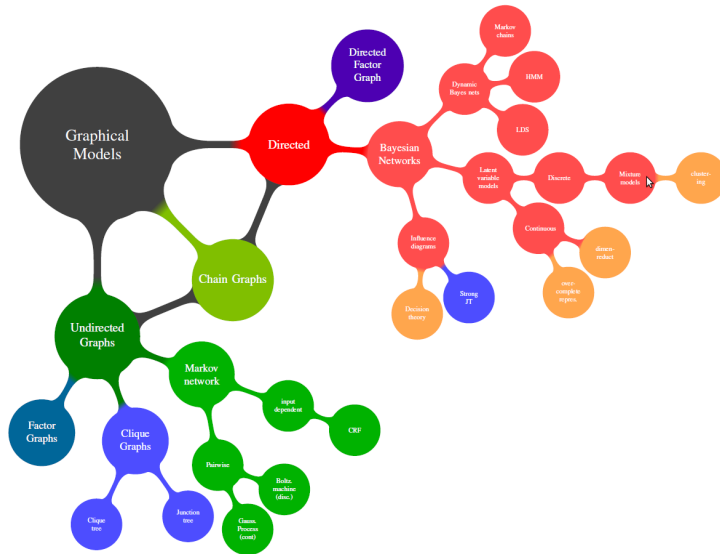 Graphical
Models
Directed
Directed
Factor
Graph
Bayesian
Networks
Dynamic
Bayes nets
Markov
chains
HMM
LDS
Latent
variable
models
Discrete
Mixture
models
cluster-
ing
Continuous
dimen-
reduct
over-
complete
repres.
Influence
diagrams
Decision
theory
Strong
JT
Chain Graphs
Undirected
Graphs
Factor
Graphs
Clique
Graphs
Clique
tree
Junction
tree
Markov
network
input
dependent
CRF
Pairwise
Boltz.
machine
(disc.)
Gauss.
Process
(cont)